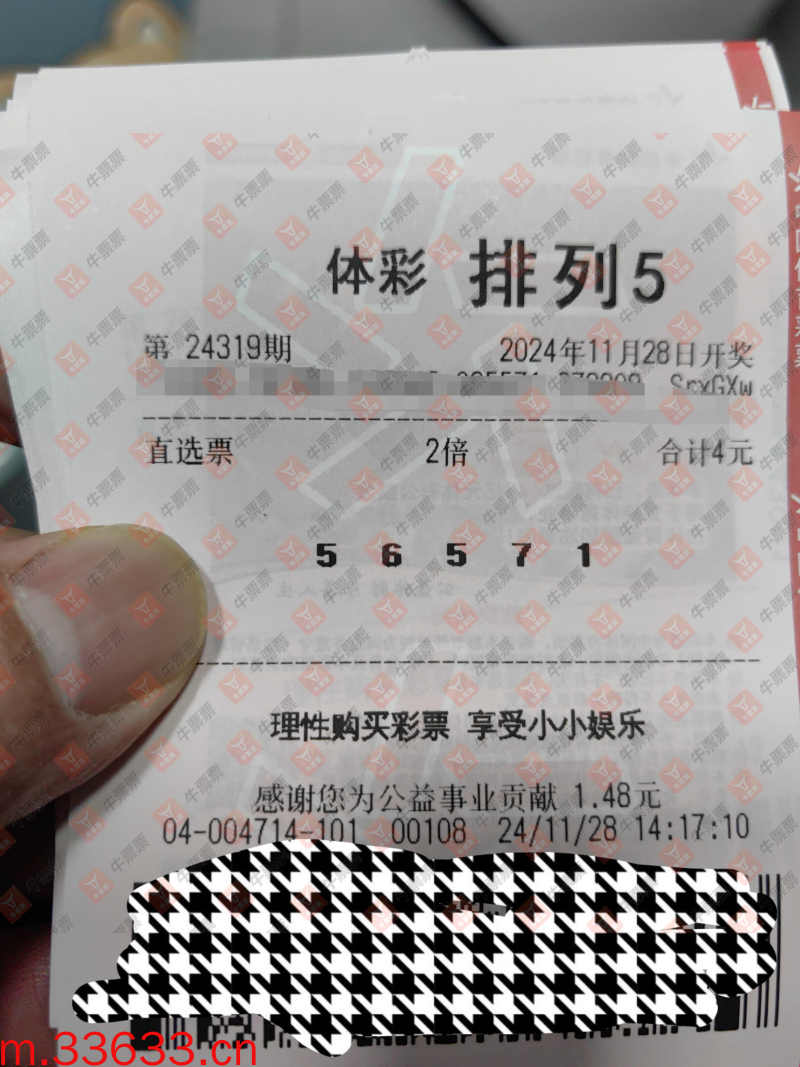 体彩 排列5
第 24319期 2024年11月28日开奖
SrxGXw
直选票 2倍 合计4元
5 6 5 7 1
理性购买彩票 享受小小娱乐
感谢您为公益事业贡献 1.48元
04-004714-101 00108 24/11/28 14:17:10
m.33633.cn
牛票票